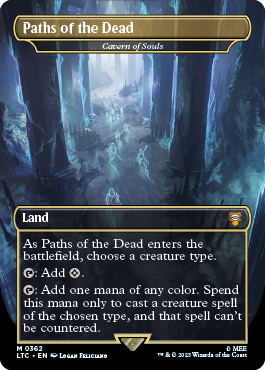 Paths of the Dead
Cavern of Souls
Land
As Paths of the Dead enters the
battlefield, choose a creature type.
: Add .
: Add one mana of any color. Spend
this mana only to cast a creature spell
of the chosen type, and that spell can't
be countered.
M 0362
LTC • EN LOGAN FELICIANO
© MEE
™ & © 2023 Wizards of the Coast